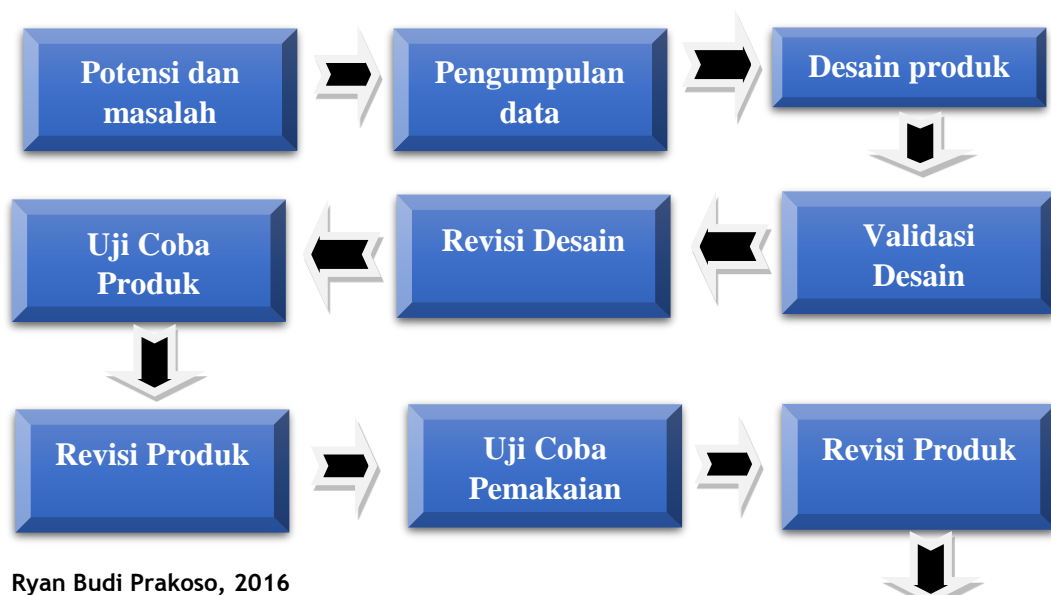 Potensi dan
masalah
Pengumpulan
data
Desain produk
Validasi
Desain
Revisi Desain
Uji Coba
Produk
Revisi Produk
Uji Coba
Pemakaian
Revisi Produk
Ryan Budi Prakoso, 2016